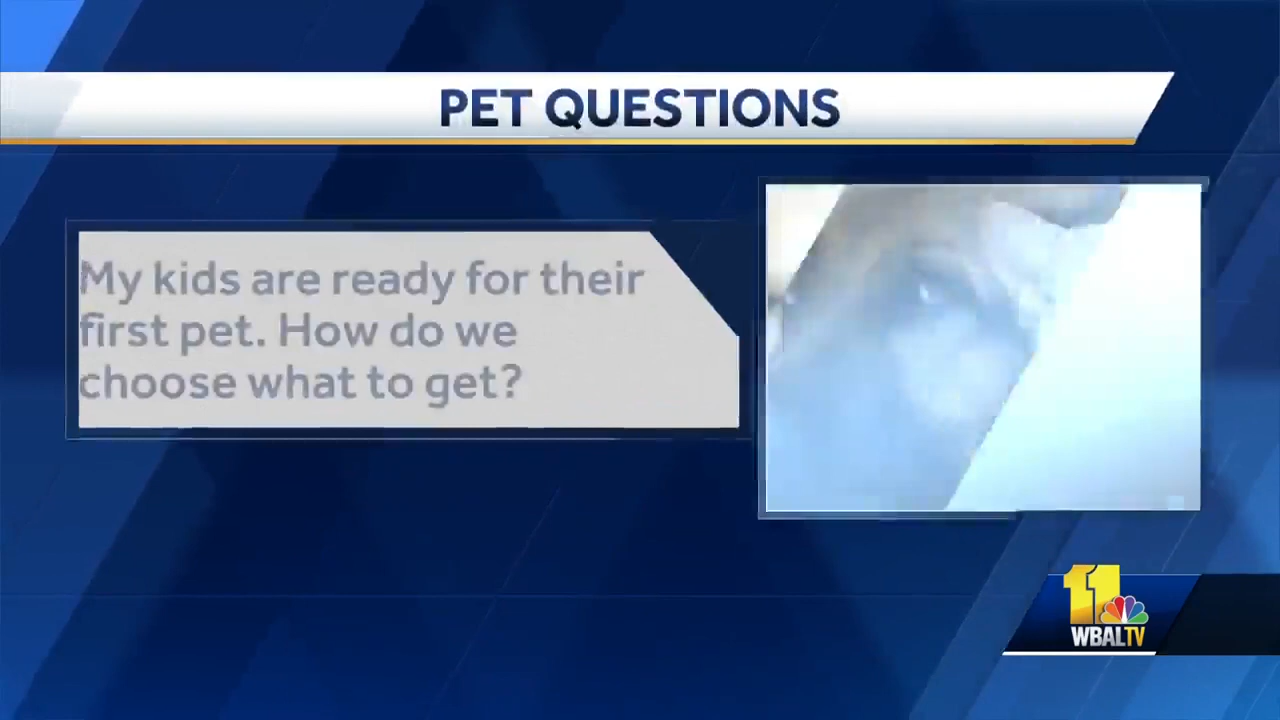 PET QUESTIONS
My kids are ready for their
first pet. How do we
choose what to get?
11
WBALTV